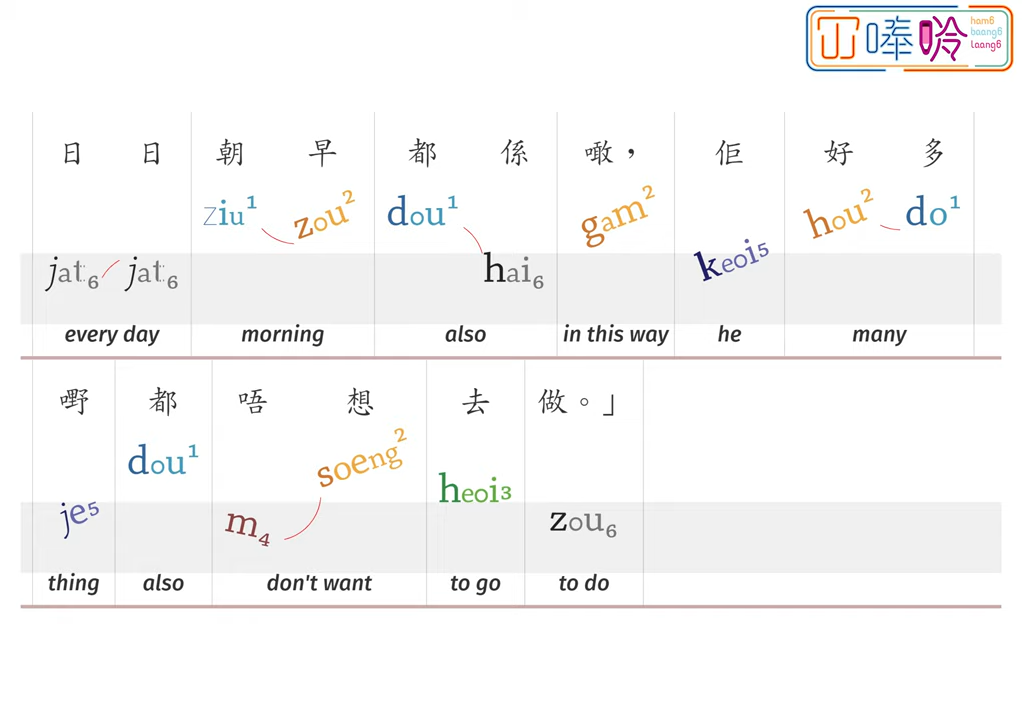 冚唪唥
ham6
baang6
laang6
日日 朝早 都係 噉， 佢 好多
jat6 jat6 ziu1 zou2 dou1 hai6 gam2 keoi5 hou2 do1
every day morning also in this way he many
嘢 都 唔想 去 做。」
je5 dou1 m4 soeng2 heoi3 zou6
thing also don't want to go to do